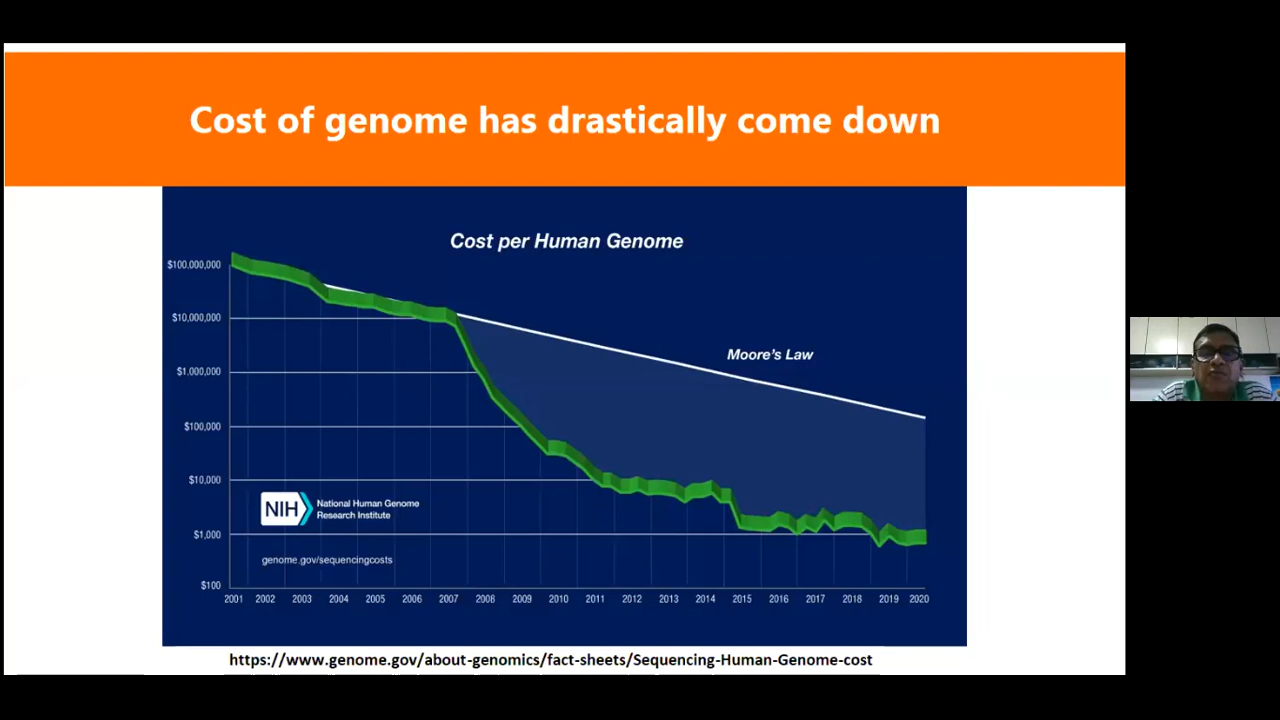 Cost of genome has drastically come down
Cost per Human Genome
$100,000,000
$10,000,000
$1,000,000
$100,000
$10,000
$1,000
$100
Moore's Law
NIH
National Human Genome
Research Institute
genome.gov/sequencingcosts
2001 2002 2003 2004 2005 2006 2007 2008 2009 2010 2011 2012 2013 2014 2015 2016 2017 2018 2019 2020
https://www.genome.gov/about-genomics/fact-sheets/Sequencing-Human-Genome-cost